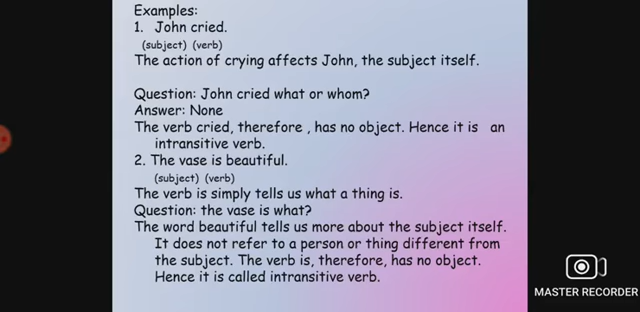 Examples:
1. John cried.
(subject) (verb)
The action of crying affects John, the subject itself.
Question: John cried what or whom?
Answer: None
The verb cried, therefore , has no object. Hence it is an
intransitive verb.
2. The vase is beautiful.
(subject) (verb)
The verb is simply tells us what a thing is.
Question: the vase is what?
The word beautiful tells us more about the subject itself.
It does not refer to a person or thing different from
the subject. The verb is, therefore, has no object.
Hence it is called intransitive verb.
MASTER RECORDER